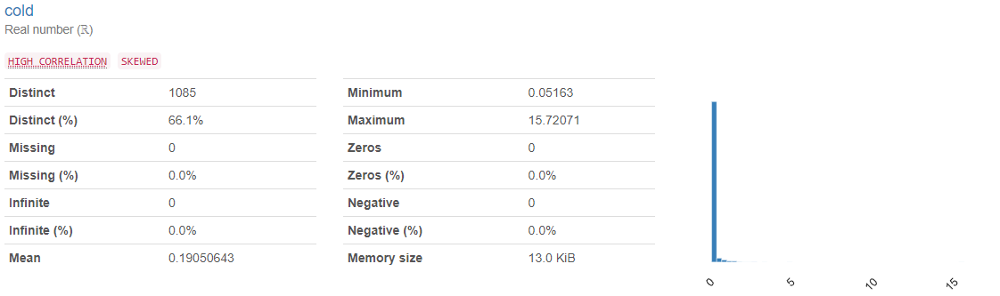 cold
Real number (ℝ)
HIGH CORRELATION SKEWED
Distinct 1085
Distinct (%) 66.1%
Missing 0
Missing (%) 0.0%
Infinite 0
Infinite (%) 0.0%
Mean 0.19050643
Minimum 0.05163
Maximum 15.72071
Zeros 0
Zeros (%) 0.0%
Negative 0
Negative (%) 0.0%
Memory size 13.0 KiB
0 5 10 15